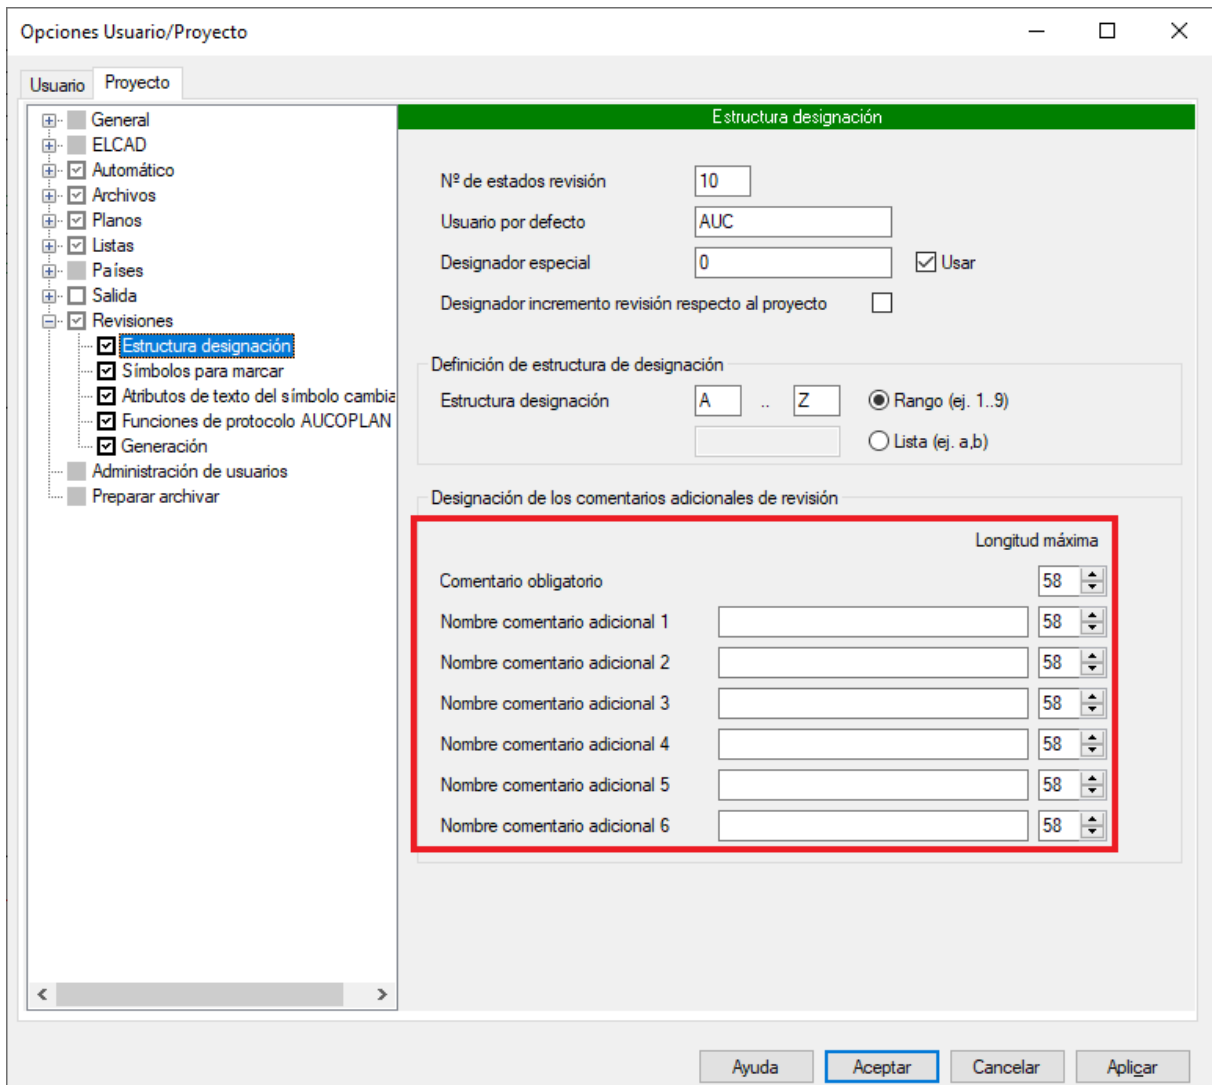 Opciones Usuario/Proyecto
Usuario Proyecto
General
ELCAD
Automático
Archivos
Planos
Listas
Países
Salida
Revisiones
Estructura designación
Símbolos para marcar
Atributos de texto del símbolo cambia
Funciones de protocolo AUCOPLAN
Generación
Administración de usuarios
Preparar archivar
Estructura designación
Nº de estados revisión 10
Usuario por defecto AUC
Designador especial 0 Usar
Designador incremento revisión respecto al proyecto
Definición de estructura de designación
Estructura designación A .. Z Rango (ej. 1..9)
Lista (ej. a,b)
Designación de los comentarios adicionales de revisión
Longitud máxima
Comentario obligatorio 58
Nombre comentario adicional 1 58
Nombre comentario adicional 2 58
Nombre comentario adicional 3 58
Nombre comentario adicional 4 58
Nombre comentario adicional 5 58
Nombre comentario adicional 6 58
Ayuda Aceptar Cancelar Aplicar